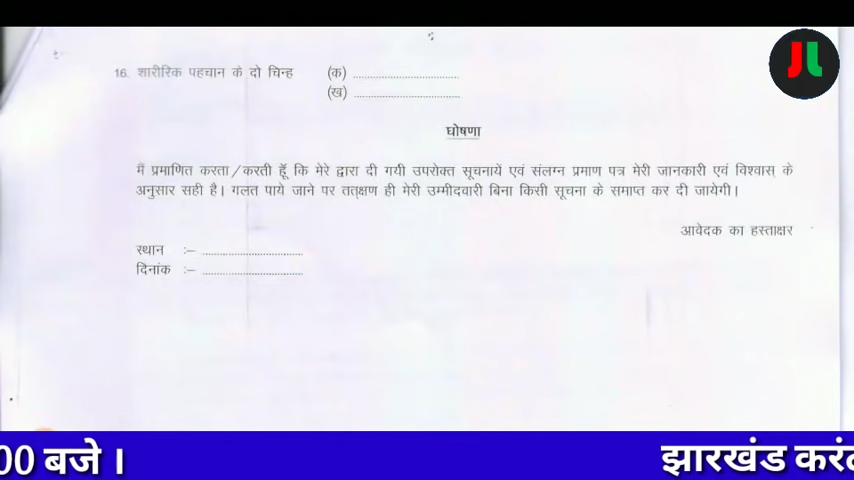 JL
16. शारीरिक पहचान के दो चिन्ह (क) ....................................
(ख) ....................................
घोषणा
मैं प्रमाणित करता/करती हूँ कि मेरे द्वारा दी गयी उपरोक्त सूचनायें एवं संलग्न प्रमाण पत्र मेरी जानकारी एवं विश्वास के
अनुसार सही है। गलत पाये जाने पर तत्क्षण ही मेरी उम्मीदवारी बिना किसी सूचना के समाप्त कर दी जायेगी।
आवेदक का हस्ताक्षर
स्थान :– ..................................
दिनांक :– ..................................
00 बजे । झारखंड करंट